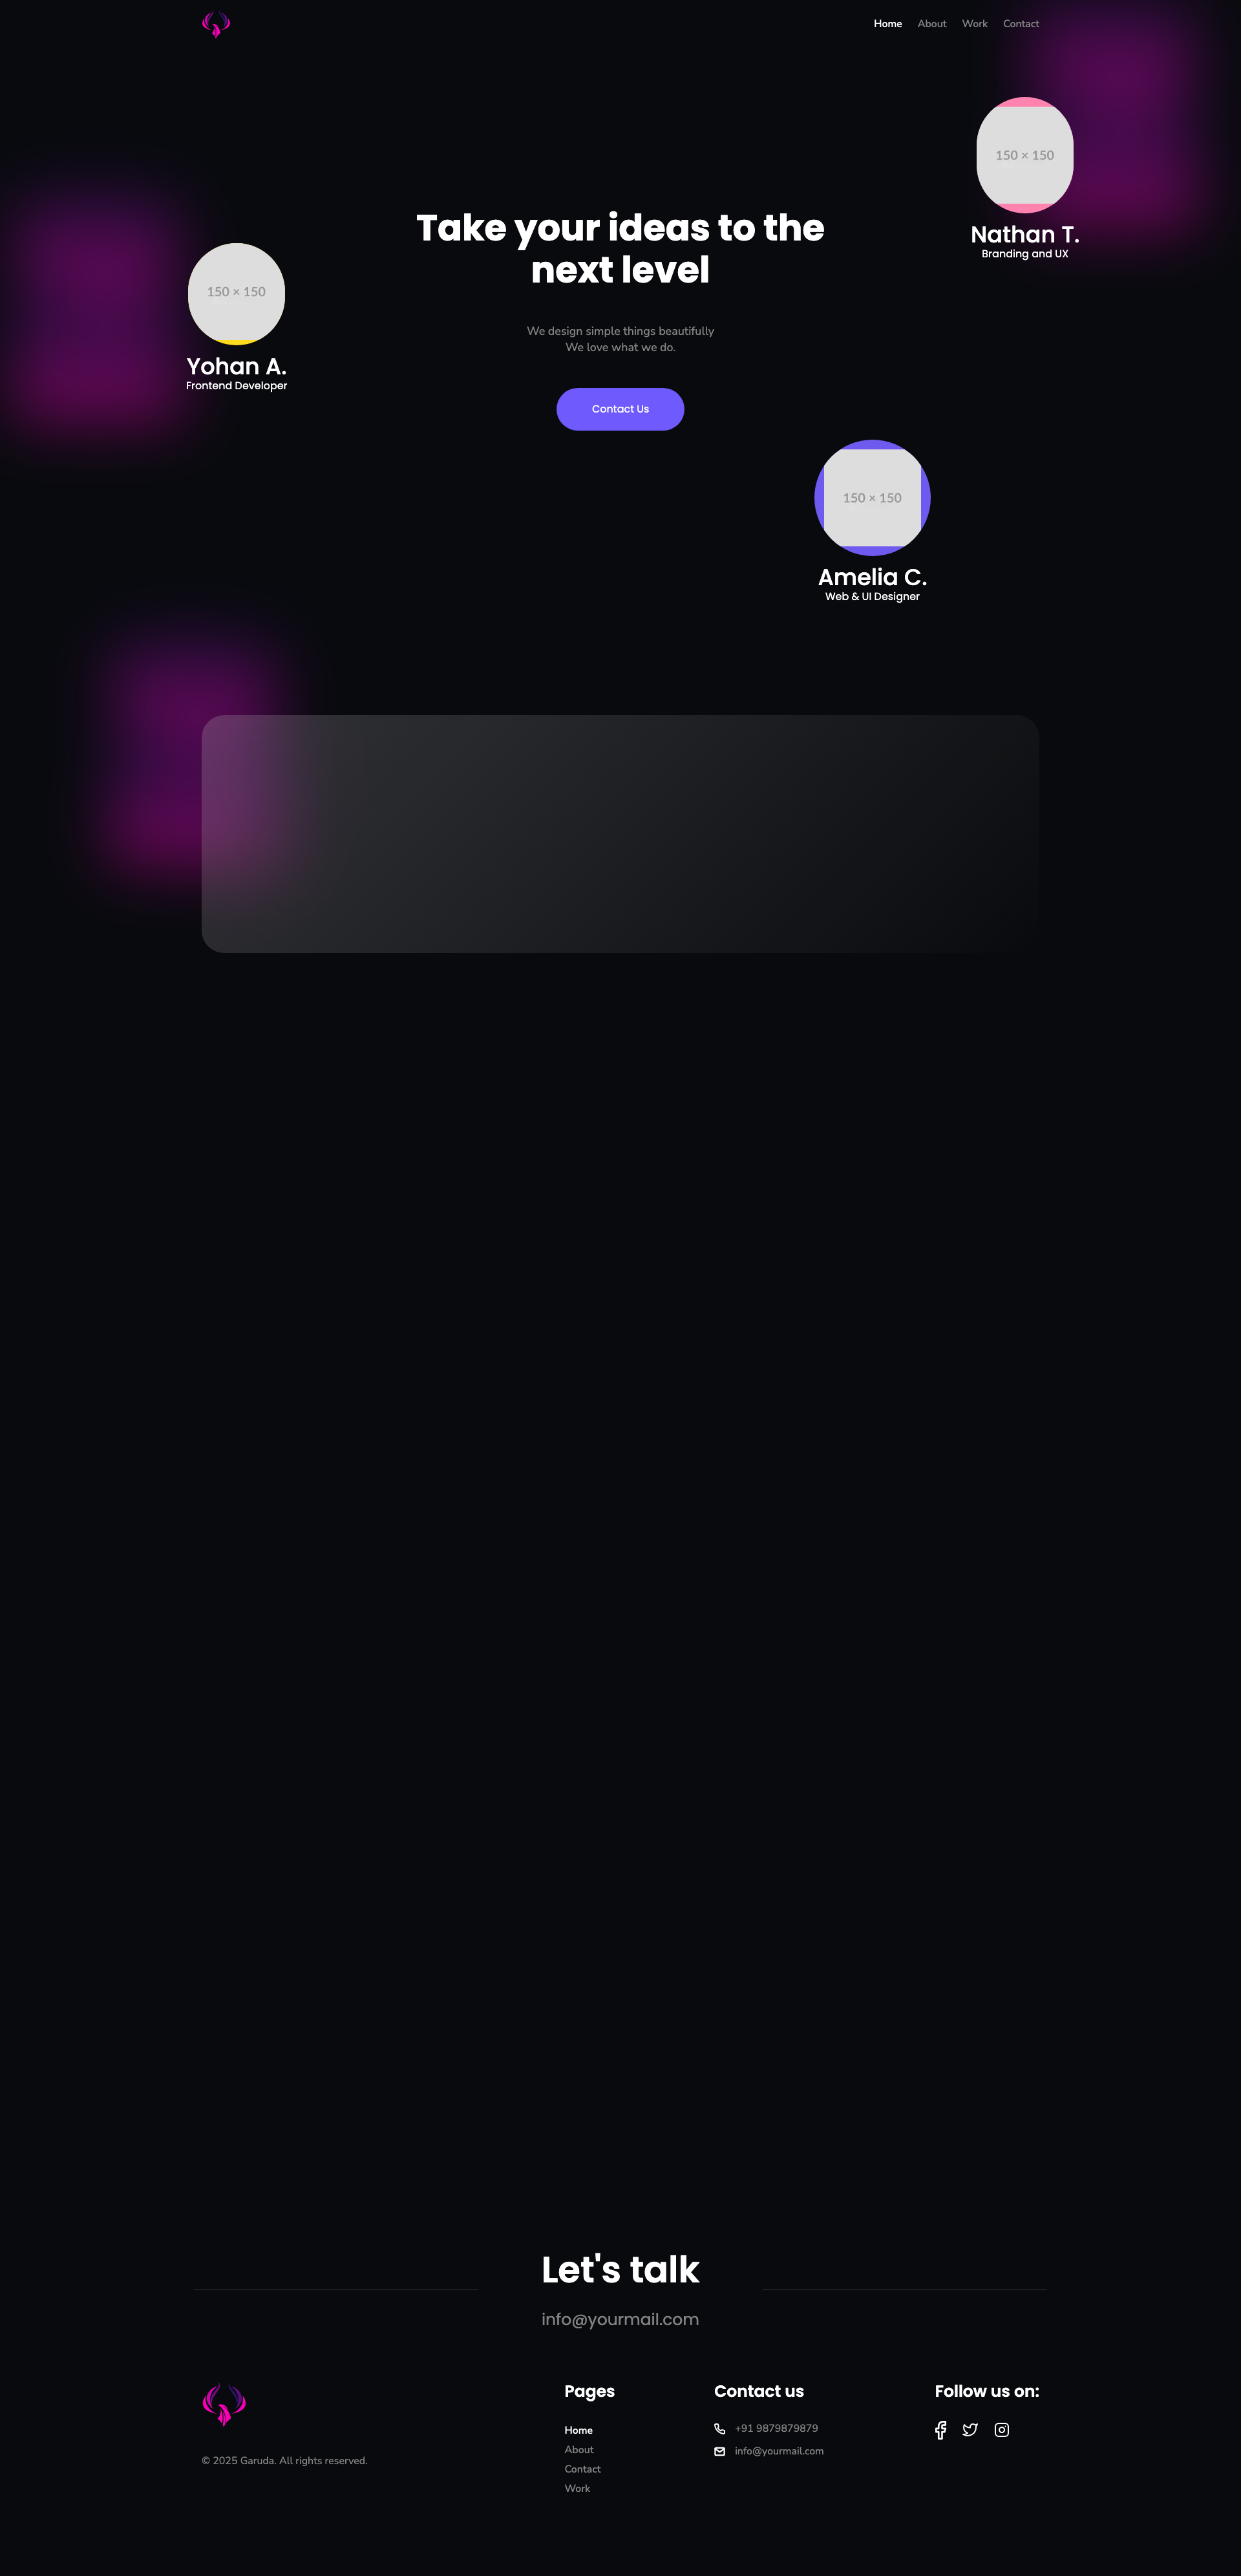 Home
About
Work
Contact
150 × 150
Nathan T.
Branding and UX
Take your ideas to the
next level
150 × 150
Yohan A.
Frontend Developer
We design simple things beautifully
We love what we do.
Contact Us
150 × 150
Amelia C.
Web & UI Designer
Let's talk
info@yourmail.com
© 2025 Garuda. All rights reserved.
Pages
Home
About
Contact
Work
Contact us
+91 9879879879
info@yourmail.com
Follow us on: